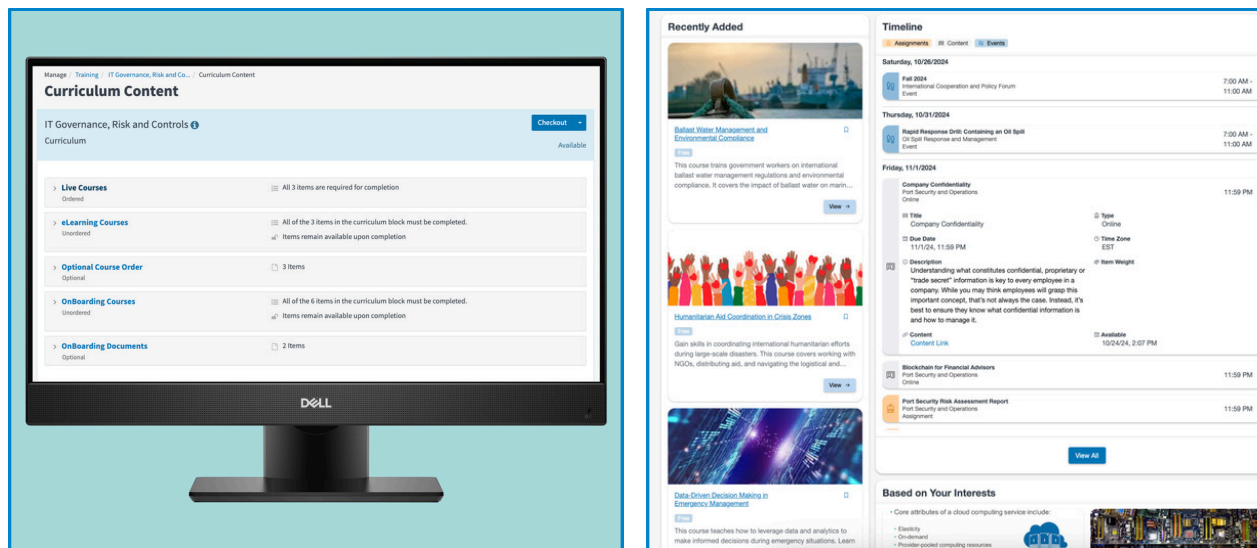 Manage / Training / IT Governance, Risk and Co... / Curriculum Content
Curriculum Content
IT Governance, Risk and Controls
Checkout
Curriculum
Available
Live Courses
Ordered
All 3 items are required for completion
eLearning Courses
Unordered
All of the 3 items in the curriculum block must be completed.
Items remain available upon completion
Optional Course Order
Optional
3 Items
OnBoarding Courses
Unordered
All of the 6 items in the curriculum block must be completed.
Items remain available upon completion
OnBoarding Documents
Optional
2 Items
DELL
Recently Added
Ballast Water Management and
Environmental Compliance
Free
This course trains government workers on international
ballast water management regulations and environmental
compliance. It covers the impact of ballast water on marin...
View →
Humanitarian Aid Coordination in Crisis Zones
Free
Gain skills in coordinating international humanitarian efforts
during large-scale disasters. This course covers working with
NGOs, distributing aid, and navigating the logistical and...
View →
Data-Driven Decision Making in
Emergency Management
Free
This course teaches how to leverage data and analytics to
make informed decisions during emergency situations. Learn
Timeline
Assignments Content Events
Saturday, 10/26/2024
Fall 2024
International Cooperation and Policy Forum
Event
7:00 AM -
11:00 AM
Thursday, 10/31/2024
Rapid Response Drill: Containing an Oil Spill
Oil Spill Response and Management
Event
7:00 AM -
11:00 AM
Friday, 11/1/2024
Company Confidentiality
Port Security and Operations
Online
11:59 PM
Title
Company Confidentiality
Type
Online
Due Date
11/1/24, 11:59 PM
Time Zone
EST
Description
Understanding what constitutes confidential, proprietary or
"trade secret" information is key to every employee in a
company. While you may think employees will grasp this
important concept, that's not always the case. Instead, it's
best to ensure they know what confidential information is
and how to manage it.
Item Weight
Content
Content Link
Available
10/24/24, 2:07 PM
Blockchain for Financial Advisors
Port Security and Operations
Online
11:59 PM
Port Security Risk Assessment Report
Port Security and Operations
Assignment
11:59 PM
View All
Based on Your Interests
• Core attributes of a cloud computing service include:
• Elasticity
• On-demand
• Provider-pooled computing resources